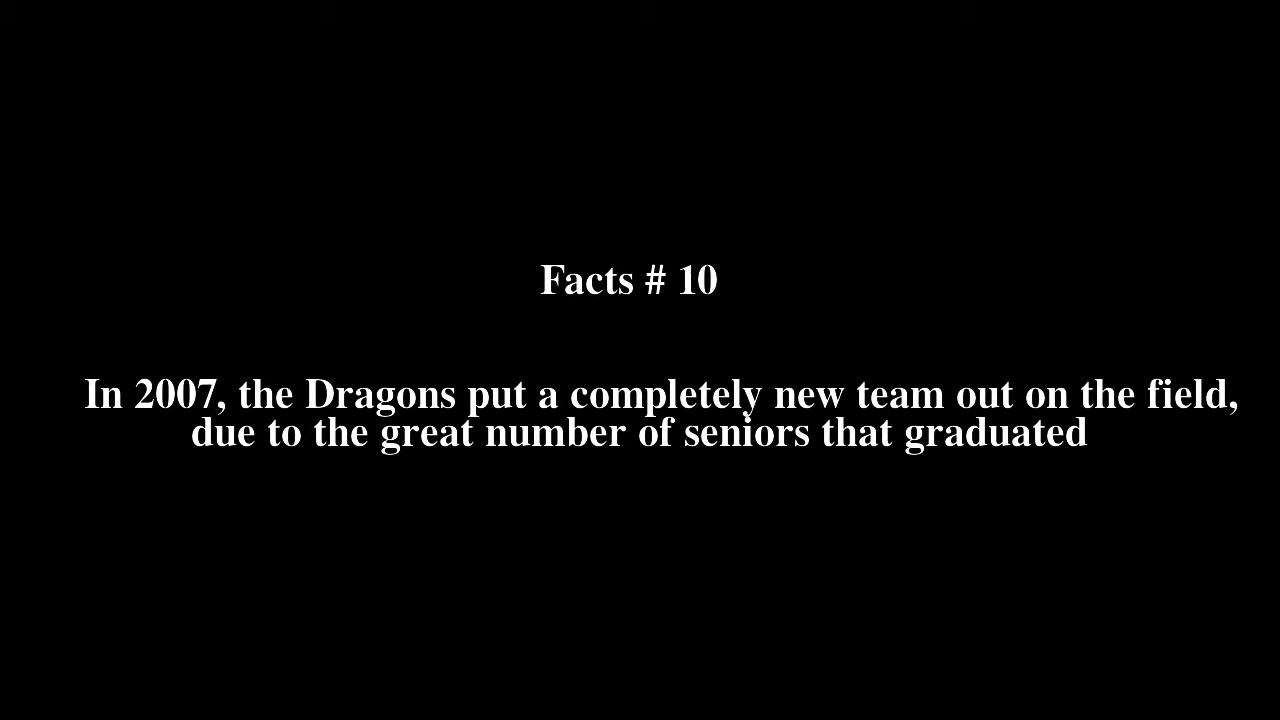 Facts # 10
In 2007, the Dragons put a completely new team out on the field,
due to the great number of seniors that graduated